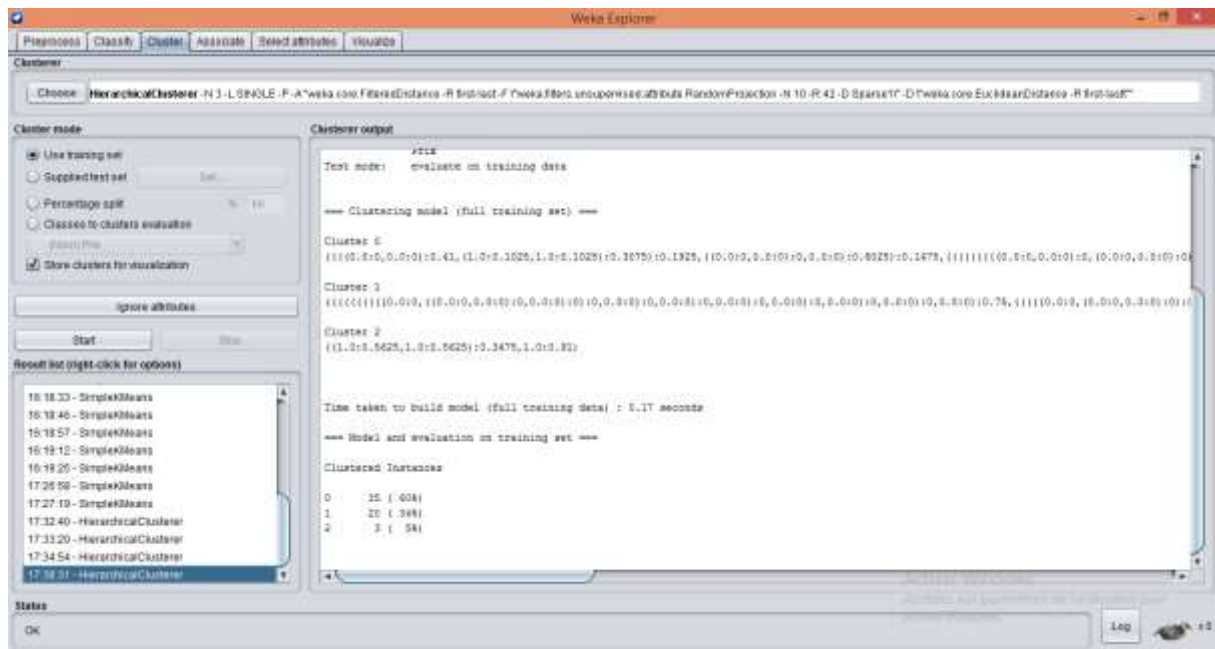 Weka Explorer
Preprocess Classify Cluster Associate Select attributes Visualize
Clusterer
Choose HierarchicalClusterer -N 3 -L SINGLE -P -A "weka.core.FilteredDistance -R first-last -F \"weka.filters.unsupervised.attribute.RandomProjection -N 10 -R 42 -D Sparse1\" -D \"weka.core.EuclideanDistance -R first-last\""
Cluster mode
Use training set
Supplied test set Set...
Percentage split %
Classes to clusters evaluation
Store clusters for visualization
Ignore attributes
Start Stop
Result list (right-click for options)
16:18:33 - SimpleKMeans
16:18:46 - SimpleKMeans
16:18:57 - SimpleKMeans
16:19:12 - SimpleKMeans
16:19:26 - SimpleKMeans
17:26:58 - SimpleKMeans
17:27:19 - SimpleKMeans
17:32:40 - HierarchicalClusterer
17:33:29 - HierarchicalClusterer
17:34:54 - HierarchicalClusterer
17:38:31 - HierarchicalClusterer
Clusterer output
Test mode: evaluate on training data
=== Clustering model (full training set) ===
Cluster 0
Cluster 1
Cluster 2
((1.0:0.5625,1.0:0.5625):0.3475,1.0:0.91)
Time taken to build model (full training data) : 0.17 seconds
=== Model and evaluation on training set ===
Clustered Instances
0 35 ( 60%)
1 20 ( 34%)
2 3 ( 5%)
Status
OK
Log
x 0